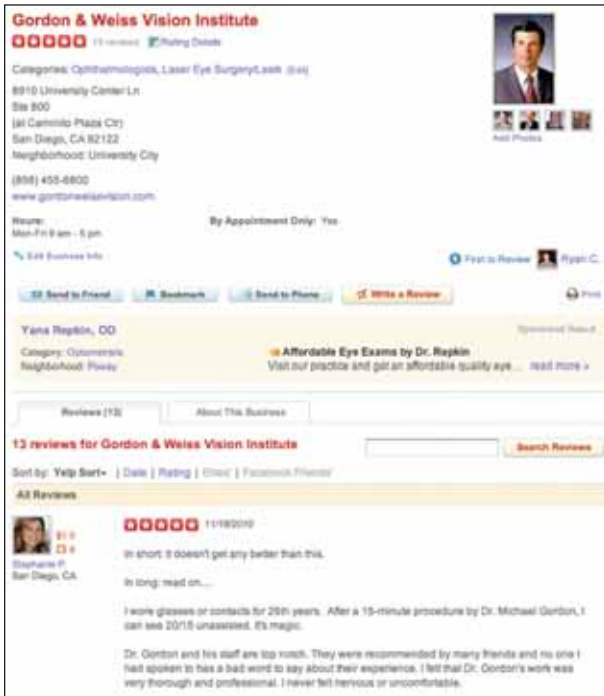 Gordon & Weiss Vision Institute
13 reviews Rating Details
Categories: Ophthalmologists, Laser Eye Surgery/Lasik (Edit)
8910 University Center Ln
Ste 800
(at Caminito Plaza Ctr)
San Diego, CA 92122
Neighborhood: University City
Add Photos
(858) 455-6800
www.gordonweissvision.com
Hours:
By Appointment Only: Yes
Mon-Fri 9 am - 5 pm
Edit Business Info
First to Review Ryan C.
Send to Friend Bookmark Send to Phone Write a Review Print
Yana Repkin, OD
Sponsored Result
Category: Optometrists
Affordable Eye Exams by Dr. Repkin
Neighborhood: Poway
Visit our practice and get an affordable quality eye... read more »
Reviews (13) About This Business
13 reviews for Gordon & Weiss Vision Institute
Search Reviews
Sort by: Yelp Sort | Date | Rating | Elites' | Facebook Friends'
All Reviews
11/18/2010
Stephanie P.
San Diego, CA
In short: it doesn't get any better than this.
In long: read on....
I wore glasses or contacts for 26th years. After a 15-minute procedure by Dr. Michael Gordon, I
can see 20/15 unassisted. It's magic.
Dr. Gordon and his staff are top notch. They were recommended by many friends and no one I
had spoken to has a bad word to say about their experience. I felt that Dr. Gordon's work was
very thorough and professional. I never felt nervous or uncomfortable.